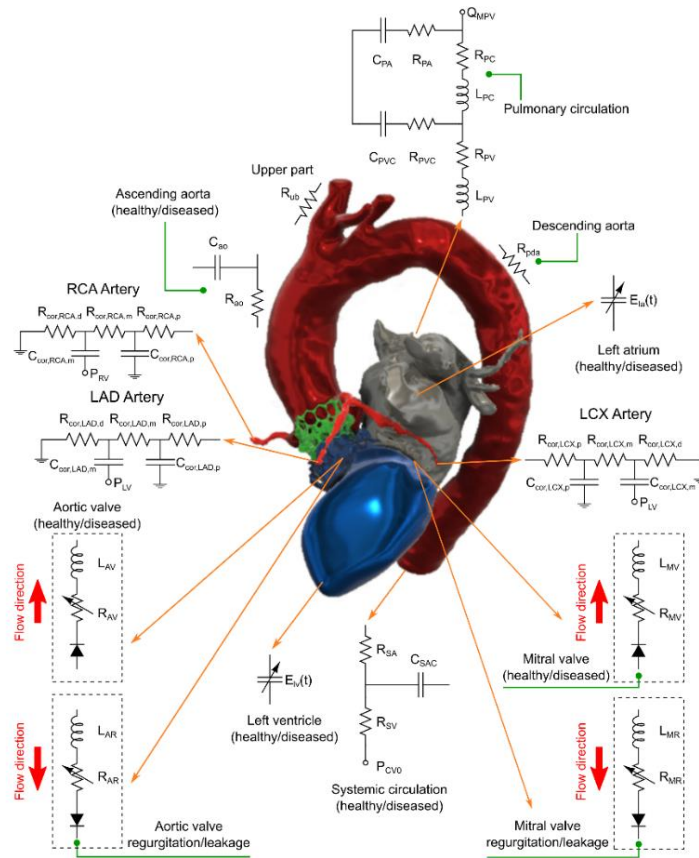 Q_MPV
C_PA
R_PA
R_PC
L_PC
Pulmonary circulation
C_PVC
R_PVC
R_PV
L_PV
Upper part
R_ub
Ascending aorta
(healthy/diseased)
C_ao
R_ao
Descending aorta
R_pda
E_la(t)
Left atrium
(healthy/diseased)
RCA Artery
R_cor,RCA,d R_cor,RCA,m R_cor,RCA,p
C_cor,RCA,m
C_cor,RCA,p
P_RV
LAD Artery
R_cor,LAD,d R_cor,LAD,m R_cor,LAD,p
C_cor,LAD,m
C_cor,LAD,p
P_LV
LCX Artery
R_cor,LCX,p R_cor,LCX,m R_cor,LCX,d
C_cor,LCX,p
C_cor,LCX,m
P_LV
Aortic valve
(healthy/diseased)
Flow direction
L_AV
R_AV
Flow direction
L_MV
R_MV
Mitral valve
(healthy/diseased)
E_lv(t)
Left ventricle
(healthy/diseased)
R_SA
C_SAC
R_SV
P_CV0
Systemic circulation
(healthy/diseased)
Flow direction
L_AR
R_AR
Aortic valve
regurgitation/leakage
Flow direction
L_MR
R_MR
Mitral valve
regurgitation/leakage